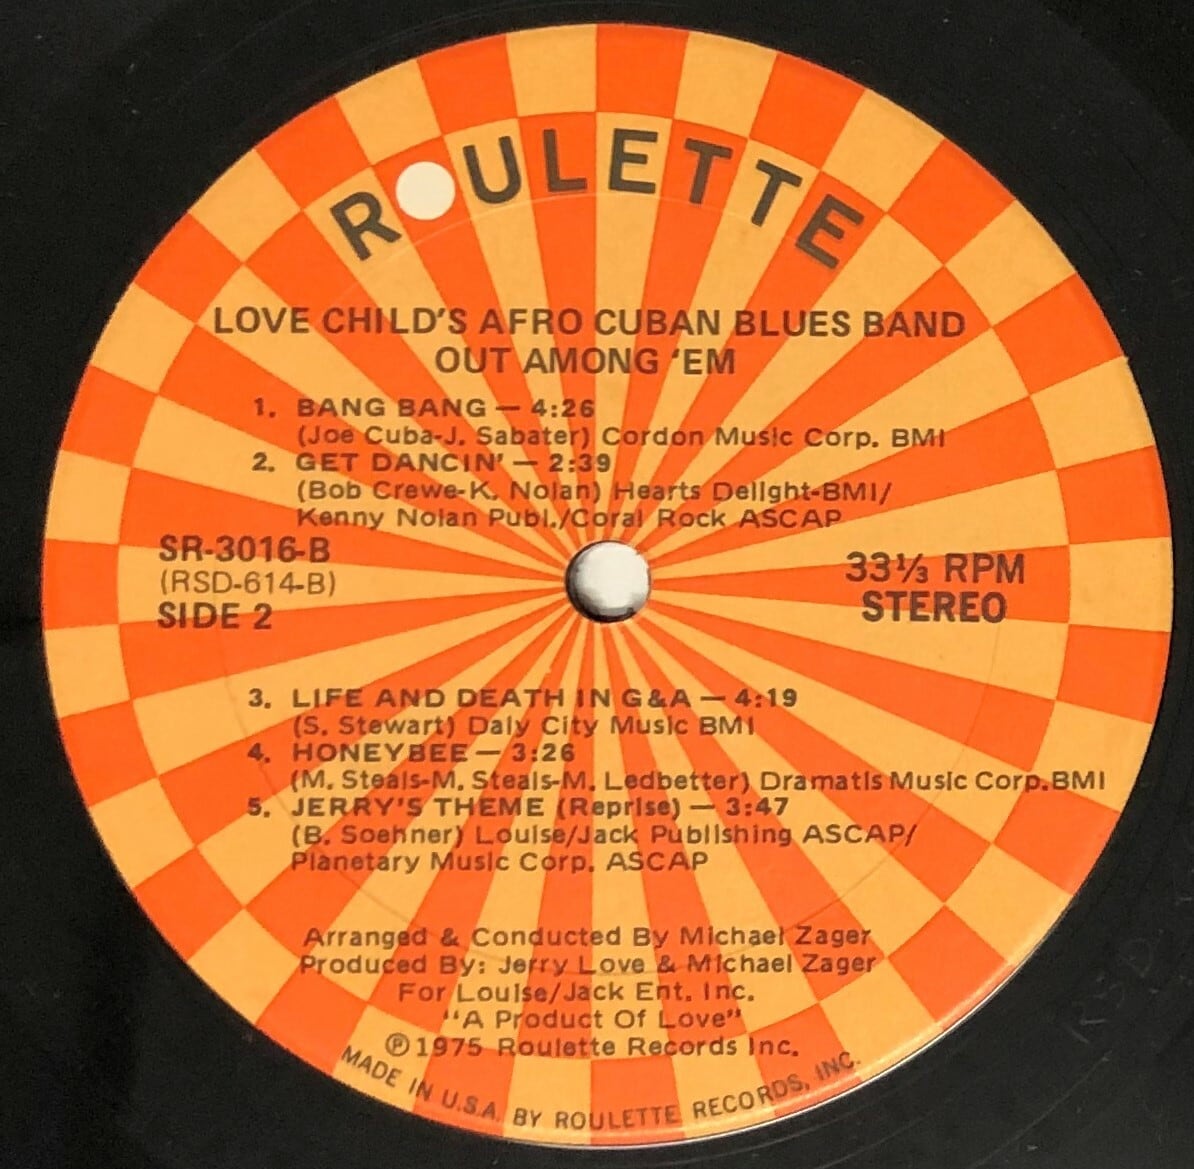 ROULETTE
LOVE CHILD'S AFRO CUBAN BLUES BAND
OUT AMONG 'EM
1. BANG BANG — 4:26
(Joe Cuba-J. Sabater) Cordon Music Corp. BMI
2. GET DANCIN' — 2:39
(Bob Crewe-K. Nolan) Hearts Delight-BMI/
Kenny Nolan Publ./Coral Rock ASCAP
SR-3016-B
(RSD-614-B)
SIDE 2
33⅓ RPM
STEREO
3. LIFE AND DEATH IN G&A — 4:19
(S. Stewart) Daly City Music BMI
4. HONEYBEE — 3:26
(M. Steals-M. Steals-M. Ledbetter) Dramatis Music Corp. BMI
5. JERRY'S THEME (Reprise) — 3:47
(B. Soehner) Louise/Jack Publishing ASCAP/
Planetary Music Corp. ASCAP
Arranged & Conducted By Michael Zager
Produced By: Jerry Love & Michael Zager
For Louise/Jack Ent. Inc.
"A Product Of Love"
℗ 1975 Roulette Records Inc.
MADE IN U.S.A. BY ROULETTE RECORDS, INC.